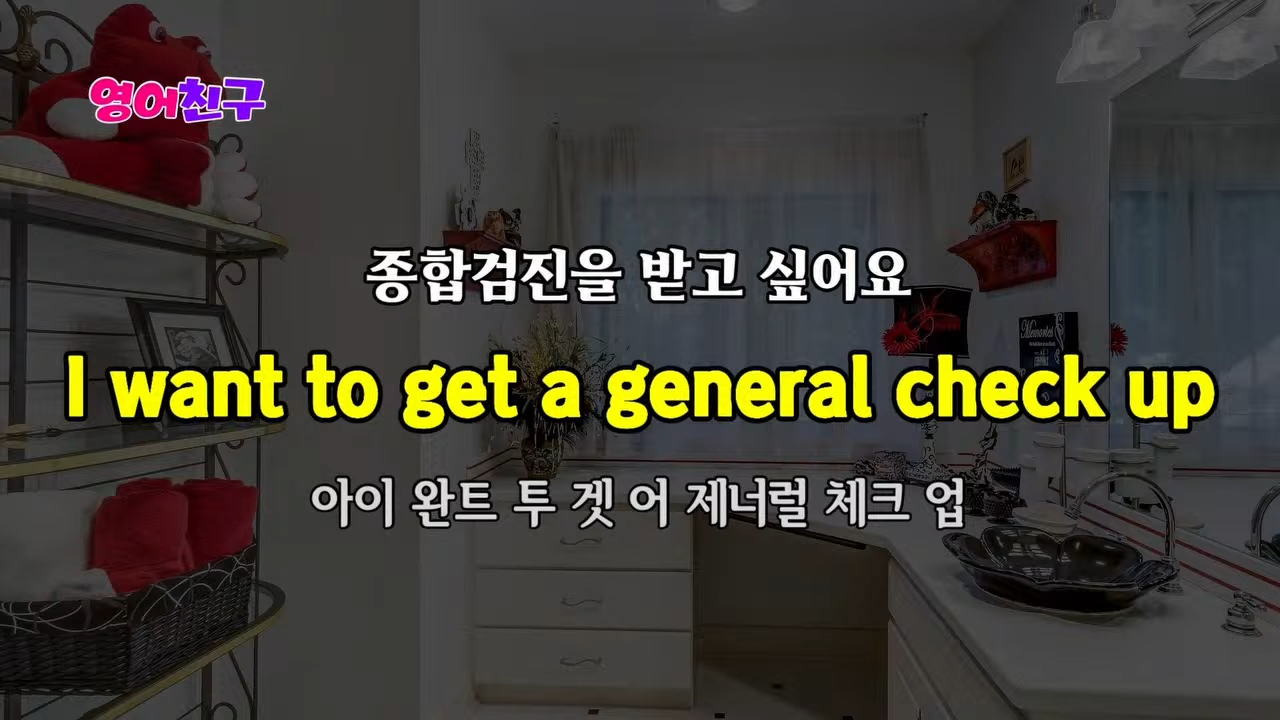 영어친구
종합검진을 받고 싶어요
I want to get a general check up
아이 완트 투 겟 어 제너럴 체크 업
Memories